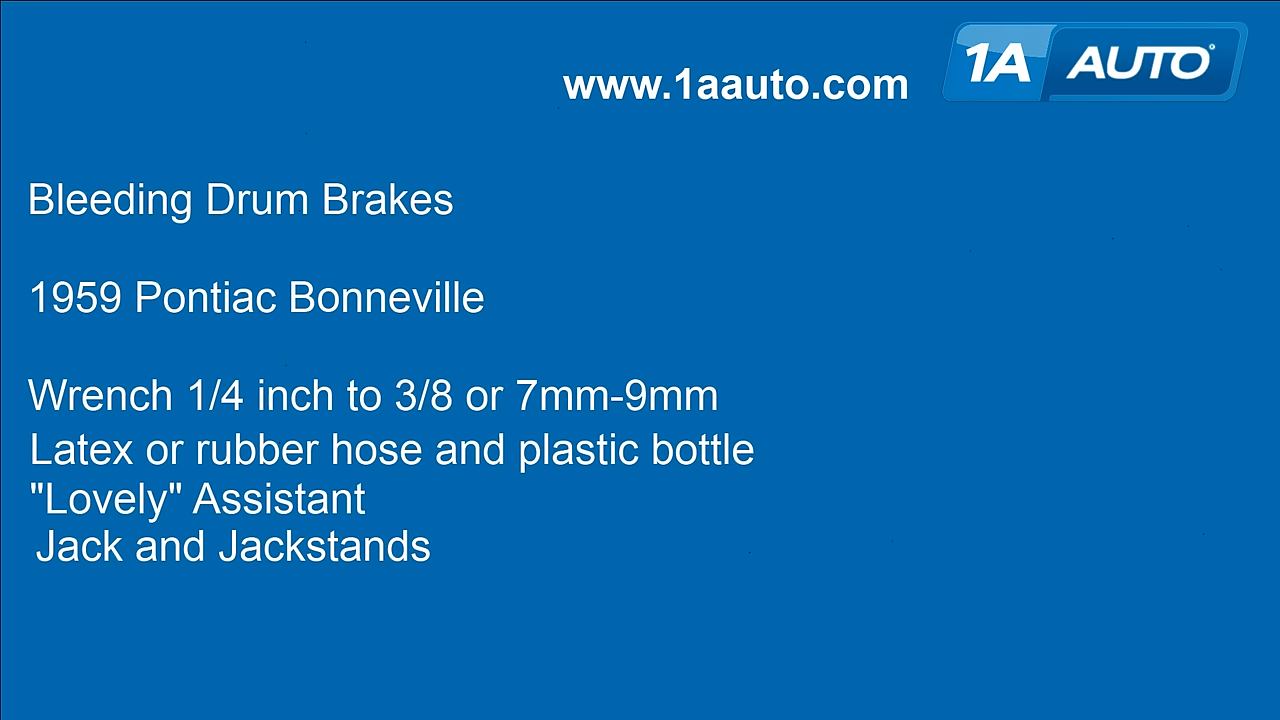 1A AUTO
www.1aauto.com
Bleeding Drum Brakes
1959 Pontiac Bonneville
Wrench 1/4 inch to 3/8 or 7mm-9mm
Latex or rubber hose and plastic bottle
"Lovely" Assistant
Jack and Jackstands